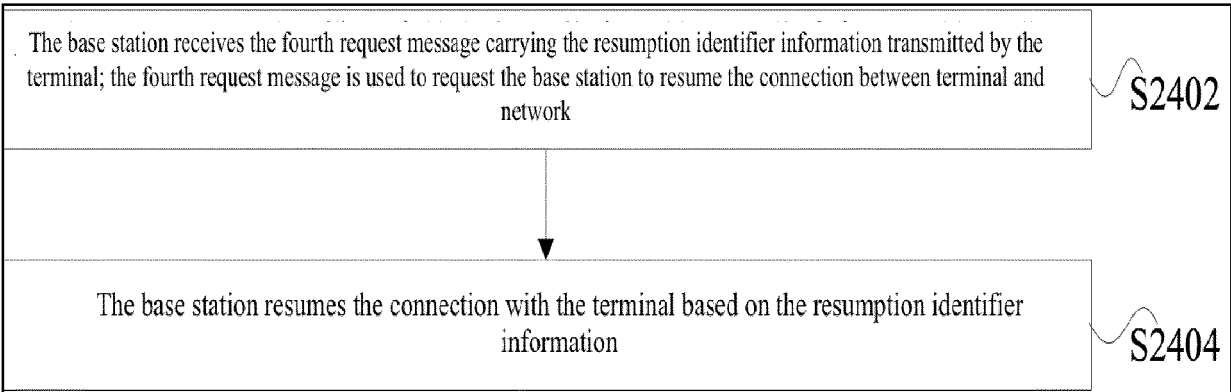 The base station receives the fourth request message carrying the resumption identifier information transmitted by the
terminal; the fourth request message is used to request the base station to resume the connection between terminal and
network
S2402
The base station resumes the connection with the terminal based on the resumption identifier
information
S2404